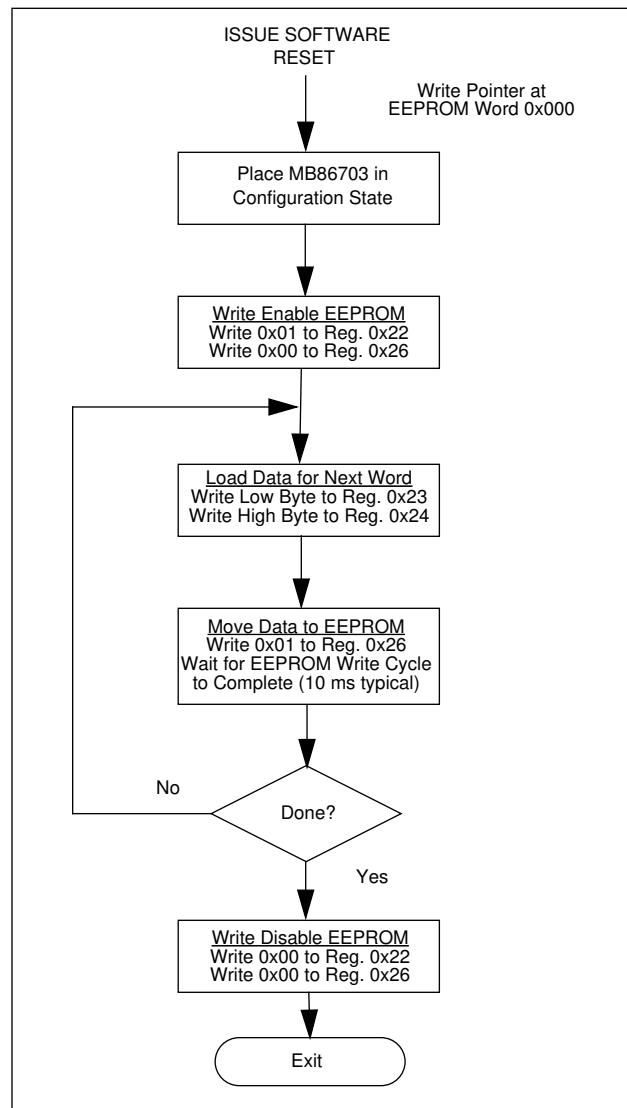 ISSUE SOFTWARE
RESET
Write Pointer at
EEPROM Word 0x000
Place MB86703 in
Configuration State
Write Enable EEPROM
Write 0x01 to Reg. 0x22
Write 0x00 to Reg. 0x26
Load Data for Next Word
Write Low Byte to Reg. 0x23
Write High Byte to Reg. 0x24
Move Data to EEPROM
Write 0x01 to Reg. 0x26
Wait for EEPROM Write Cycle
to Complete (10 ms typical)
No
Done?
Yes
Write Disable EEPROM
Write 0x00 to Reg. 0x22
Write 0x00 to Reg. 0x26
Exit